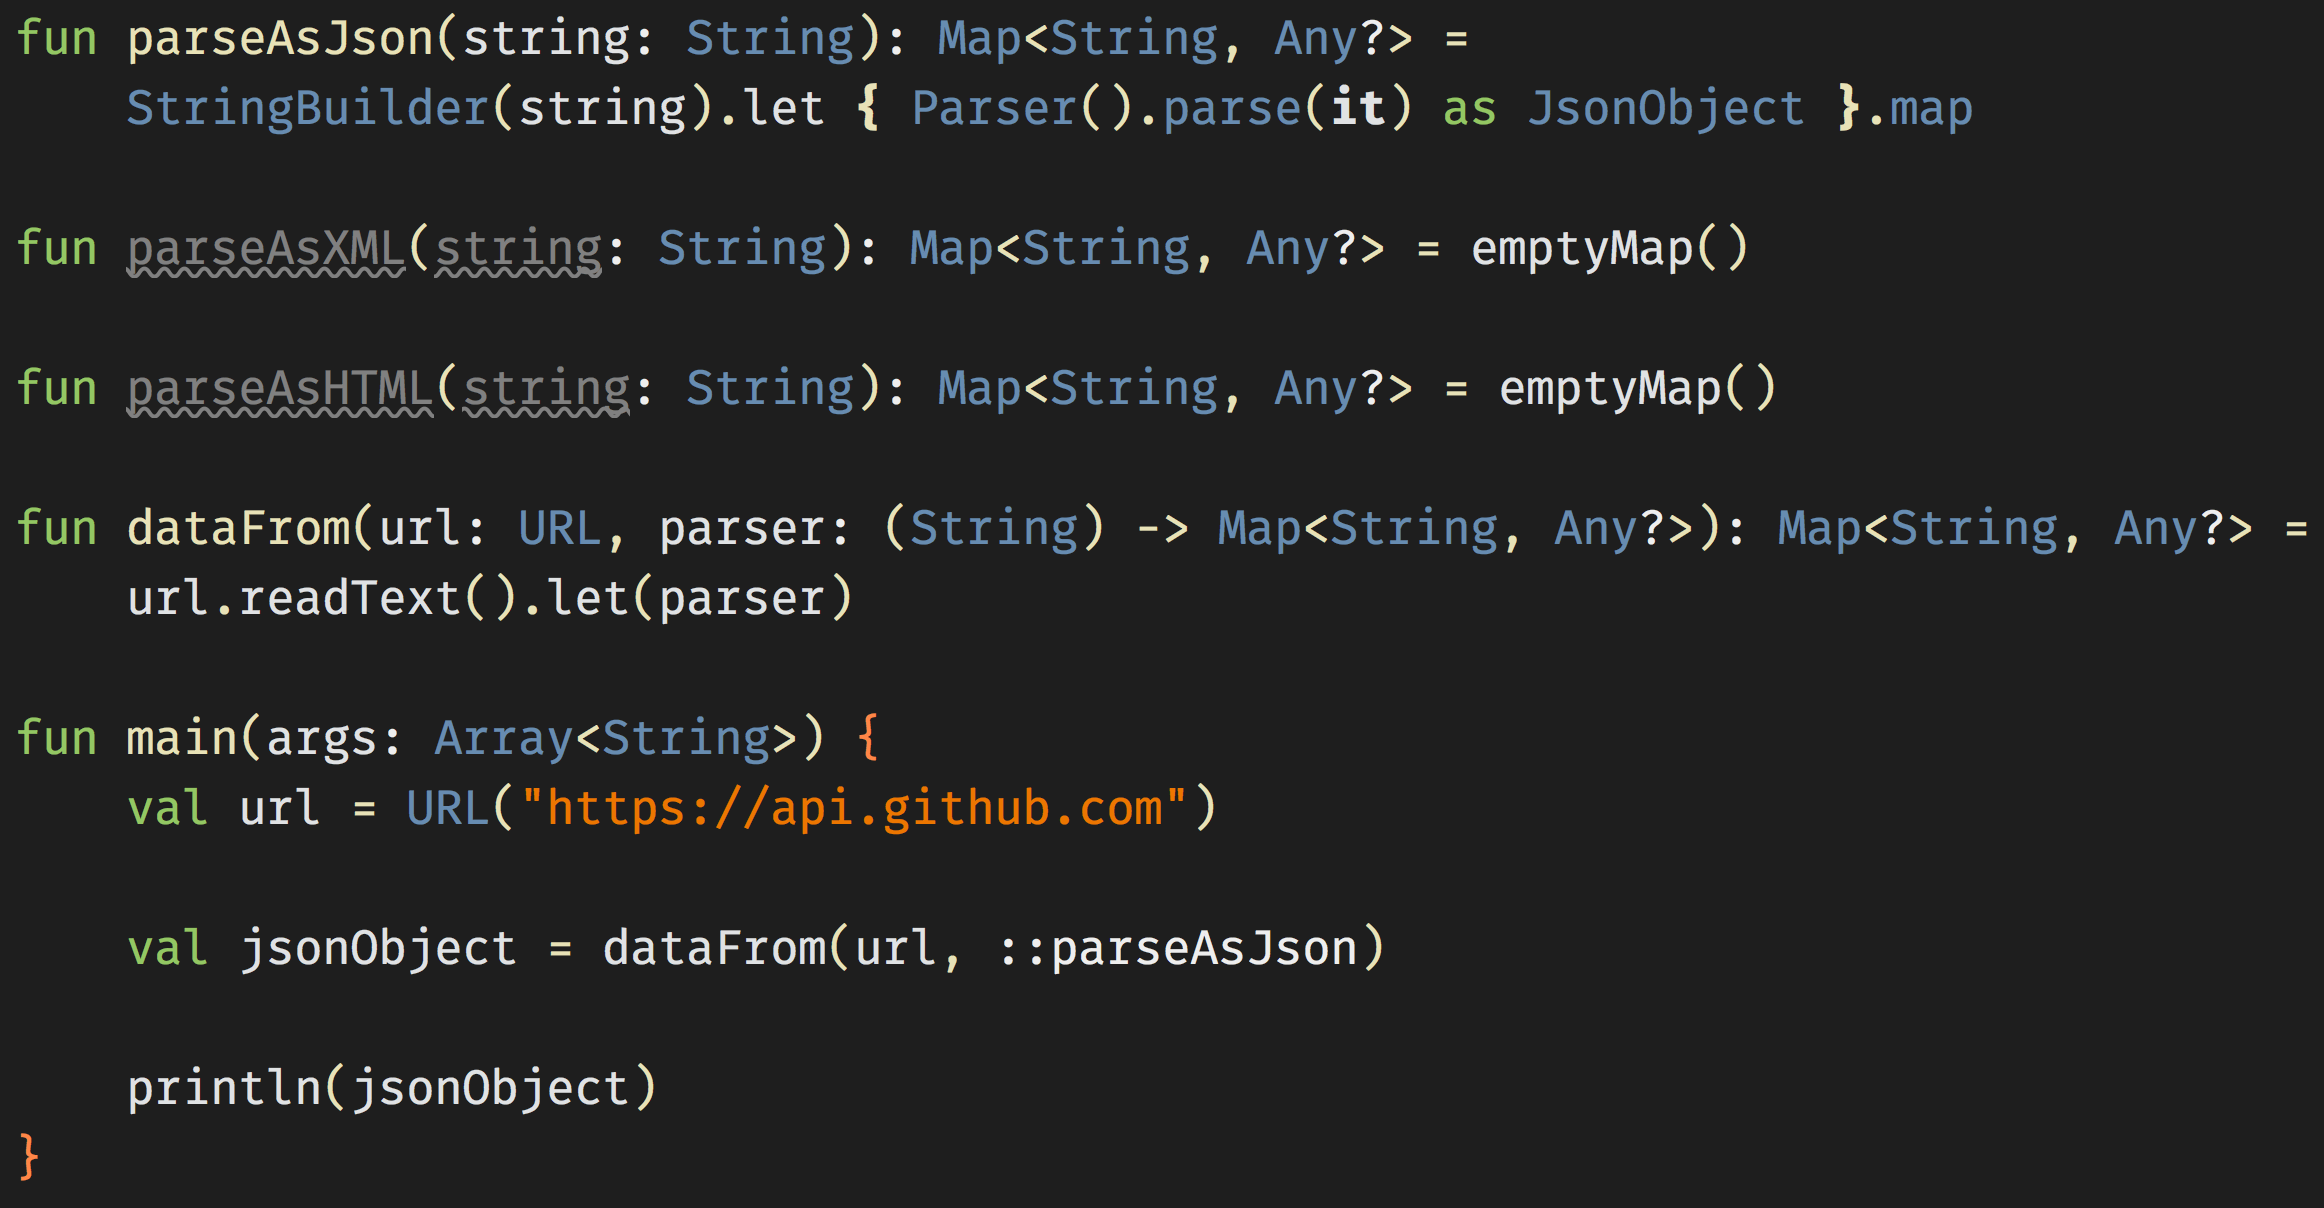 fun parseAsJson(string: String): Map<String, Any?> =
    StringBuilder(string).let { Parser().parse(it) as JsonObject }.map

fun parseAsXML(string: String): Map<String, Any?> = emptyMap()

fun parseAsHTML(string: String): Map<String, Any?> = emptyMap()

fun dataFrom(url: URL, parser: (String) -> Map<String, Any?>): Map<String, Any?> =
    url.readText().let(parser)

fun main(args: Array<String>) {
    val url = URL("https://api.github.com")

    val jsonObject = dataFrom(url, ::parseAsJson)

    println(jsonObject)
}